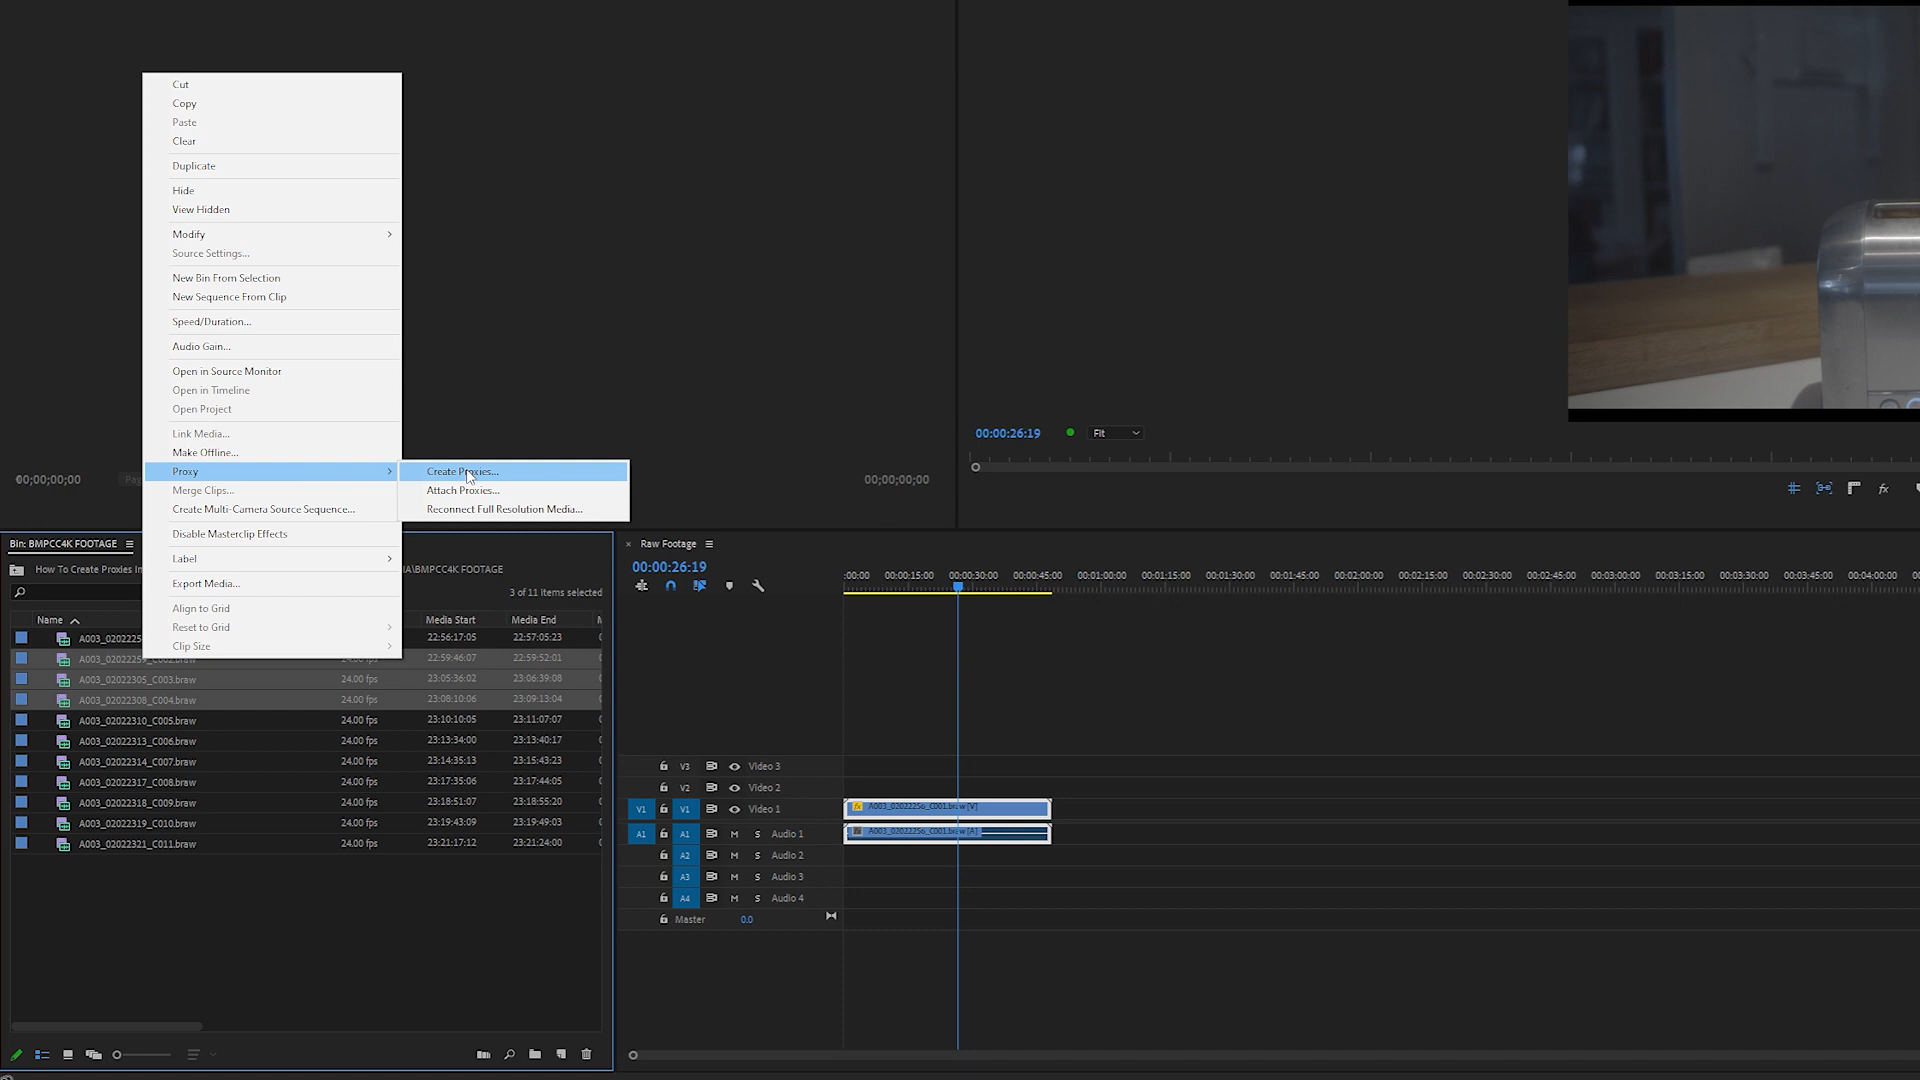 Cut
Copy
Paste
Clear
Duplicate
Hide
View Hidden
Modify
Source Settings...
New Bin From Selection
New Sequence From Clip
Speed/Duration...
Audio Gain...
Open in Source Monitor
Open in Timeline
Open Project
Link Media...
Make Offline...
Proxy
Merge Clips...
Create Multi-Camera Source Sequence...
Disable Masterclip Effects
Label
Export Media...
Align to Grid
Reset to Grid
Clip Size
Create Proxies...
Attach Proxies...
Reconnect Full Resolution Media...
00;00;00;00
00;00;00;00
00:00:26:19
Fit
fx
Bin: BMPCC4K FOOTAGE
How To Create Proxies In
\BMPCC4K FOOTAGE
3 of 11 items selected
Name
Media Start
Media End
A003_0202225
22:56:17:05
22:57:05:23
A003_02022259_C002.braw
24.00 fps
22:59:46:07
22:59:52:01
A003_02022305_C003.braw
24.00 fps
23:05:36:02
23:06:39:08
A003_02022308_C004.braw
24.00 fps
23:08:10:06
23:09:13:04
A003_02022310_C005.braw
24.00 fps
23:10:10:05
23:11:07:07
A003_02022313_C006.braw
24.00 fps
23:13:34:00
23:13:40:17
A003_02022314_C007.braw
24.00 fps
23:14:35:13
23:15:43:23
A003_02022317_C008.braw
24.00 fps
23:17:35:06
23:17:44:05
A003_02022318_C009.braw
24.00 fps
23:18:51:07
23:18:55:20
A003_02022319_C010.braw
24.00 fps
23:19:43:09
23:19:49:03
A003_02022321_C011.braw
24.00 fps
23:21:17:12
23:21:24:00
Raw Footage
00:00:26:19
:00:00
00:00:15:00
00:00:30:00
00:00:45:00
00:01:00:00
00:01:15:00
00:01:30:00
00:01:45:00
00:02:00:00
00:02:15:00
00:02:30:00
00:02:45:00
00:03:00:00
00:03:15:00
00:03:30:00
00:03:45:00
00:04:00:00
V3 Video 3
V2 Video 2
V1 V1 Video 1
fx A003_02022256_C001.braw [V]
A1 A1 M S Audio 1
A003_02022256_C001.braw [A]
A2 M S Audio 2
A3 M S Audio 3
A4 M S Audio 4
Master 0.0